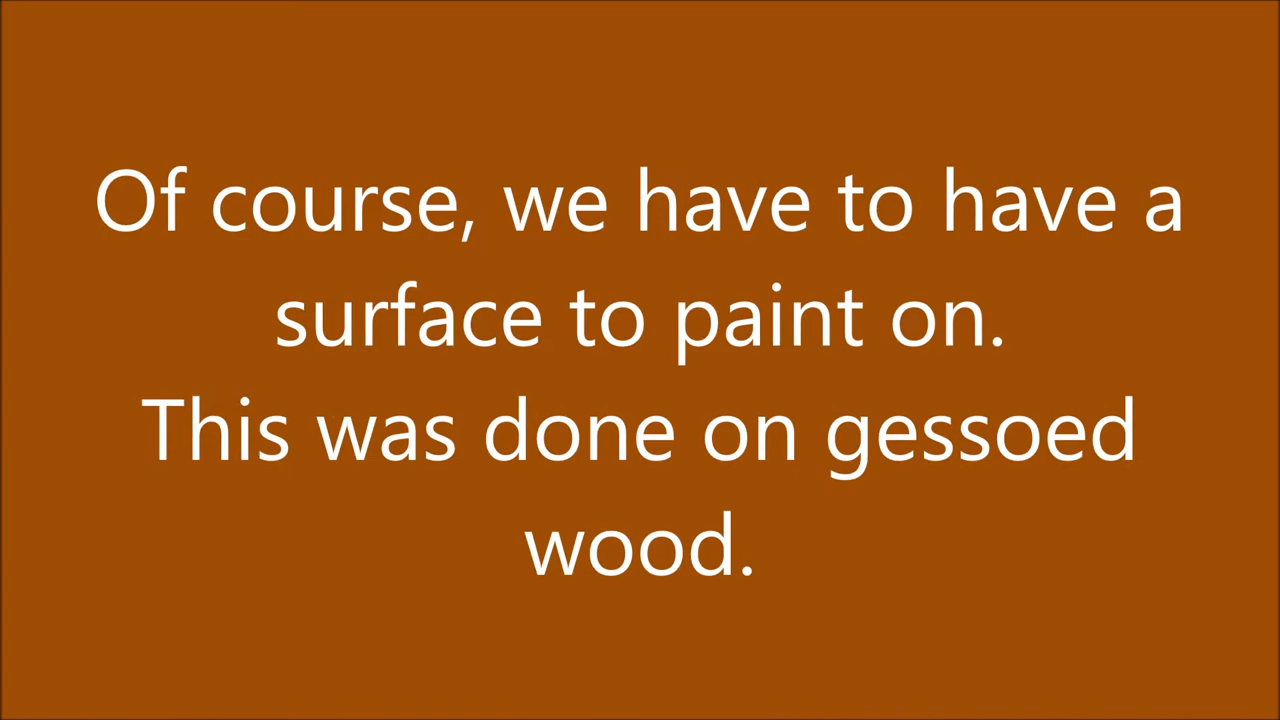 Of course, we have to have a
surface to paint on.
This was done on gessoed
wood.